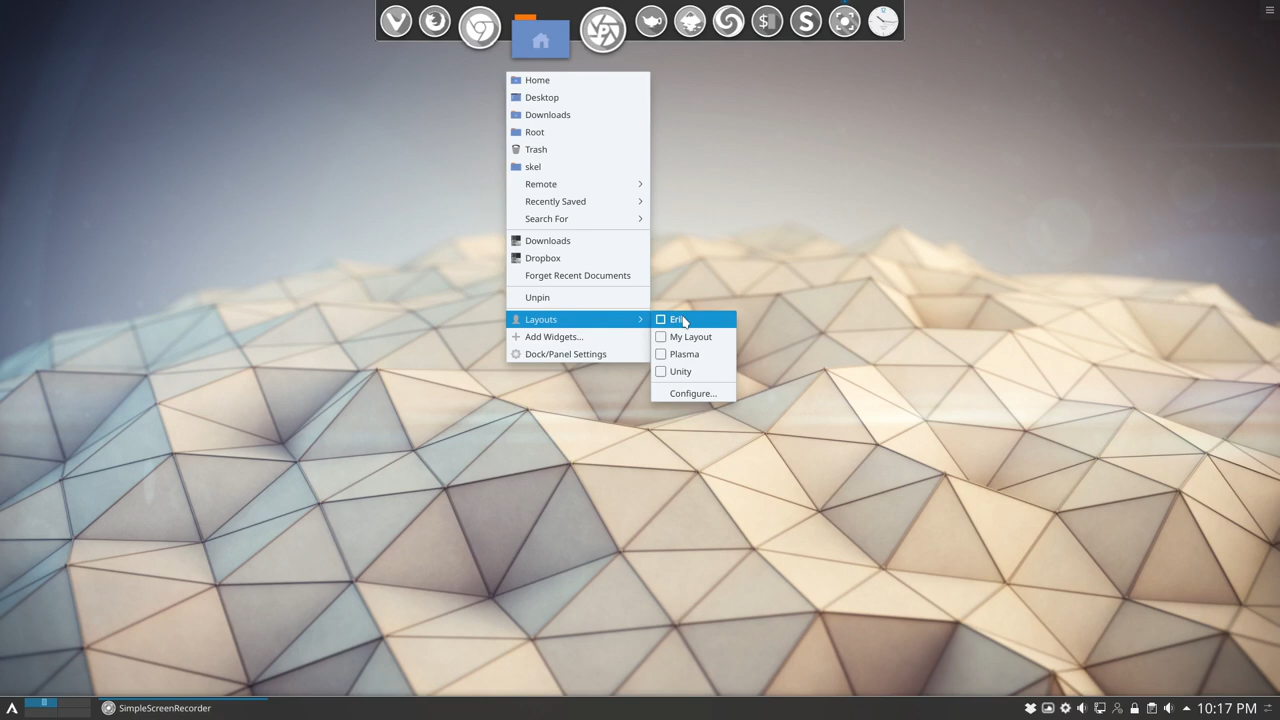 Home
Desktop
Downloads
Root
Trash
skel
Remote
Recently Saved
Search For
Downloads
Dropbox
Forget Recent Documents
Unpin
Layouts
Add Widgets...
Dock/Panel Settings
My Layout
Plasma
Unity
Configure...
SimpleScreenRecorder
10:17 PM